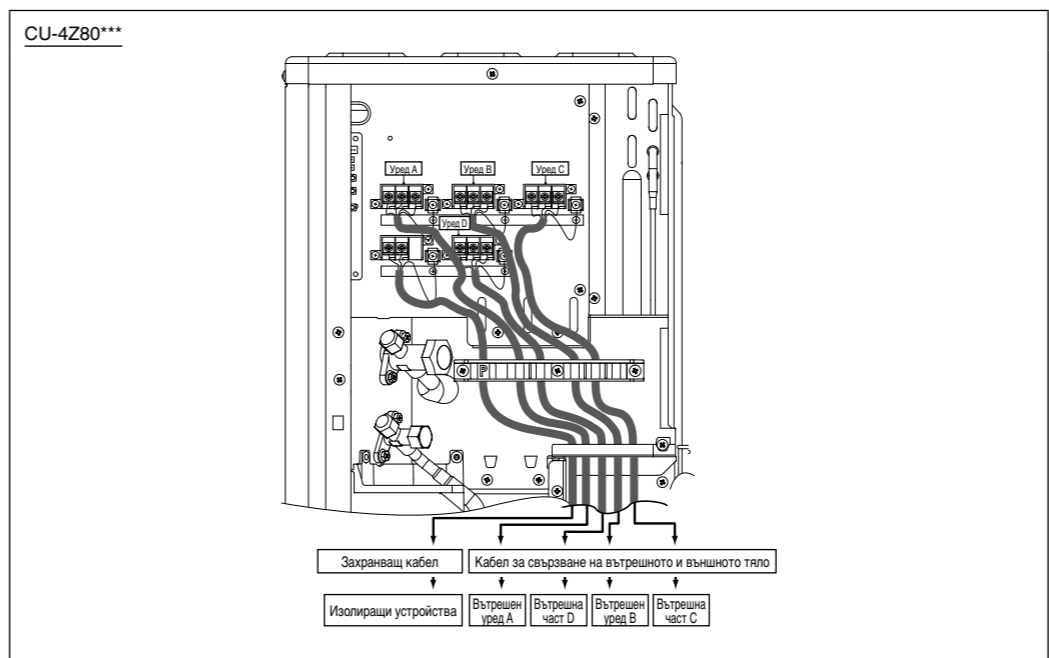 CU-4Z80***
Уред A
Уред B
Уред C
Уред D
Захранващ кабел
Кабел за свързване на вътрешното и външното тяло
Изолиращи устройства
Вътрешен
уред A
Вътрешна
част D
Вътрешен
уред B
Вътрешна
част C